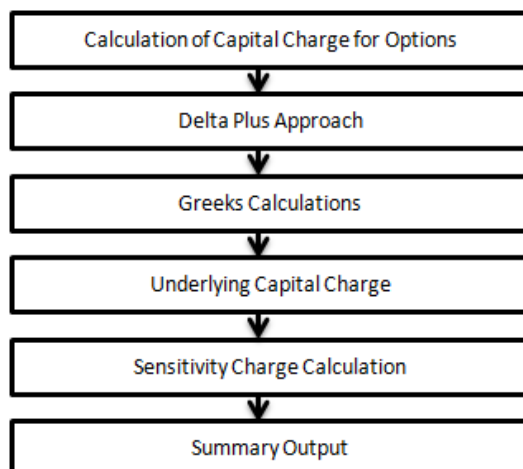 Calculation of Capital Charge for Options
Delta Plus Approach
Greeks Calculations
Underlying Capital Charge
Sensitivity Charge Calculation
Summary Output